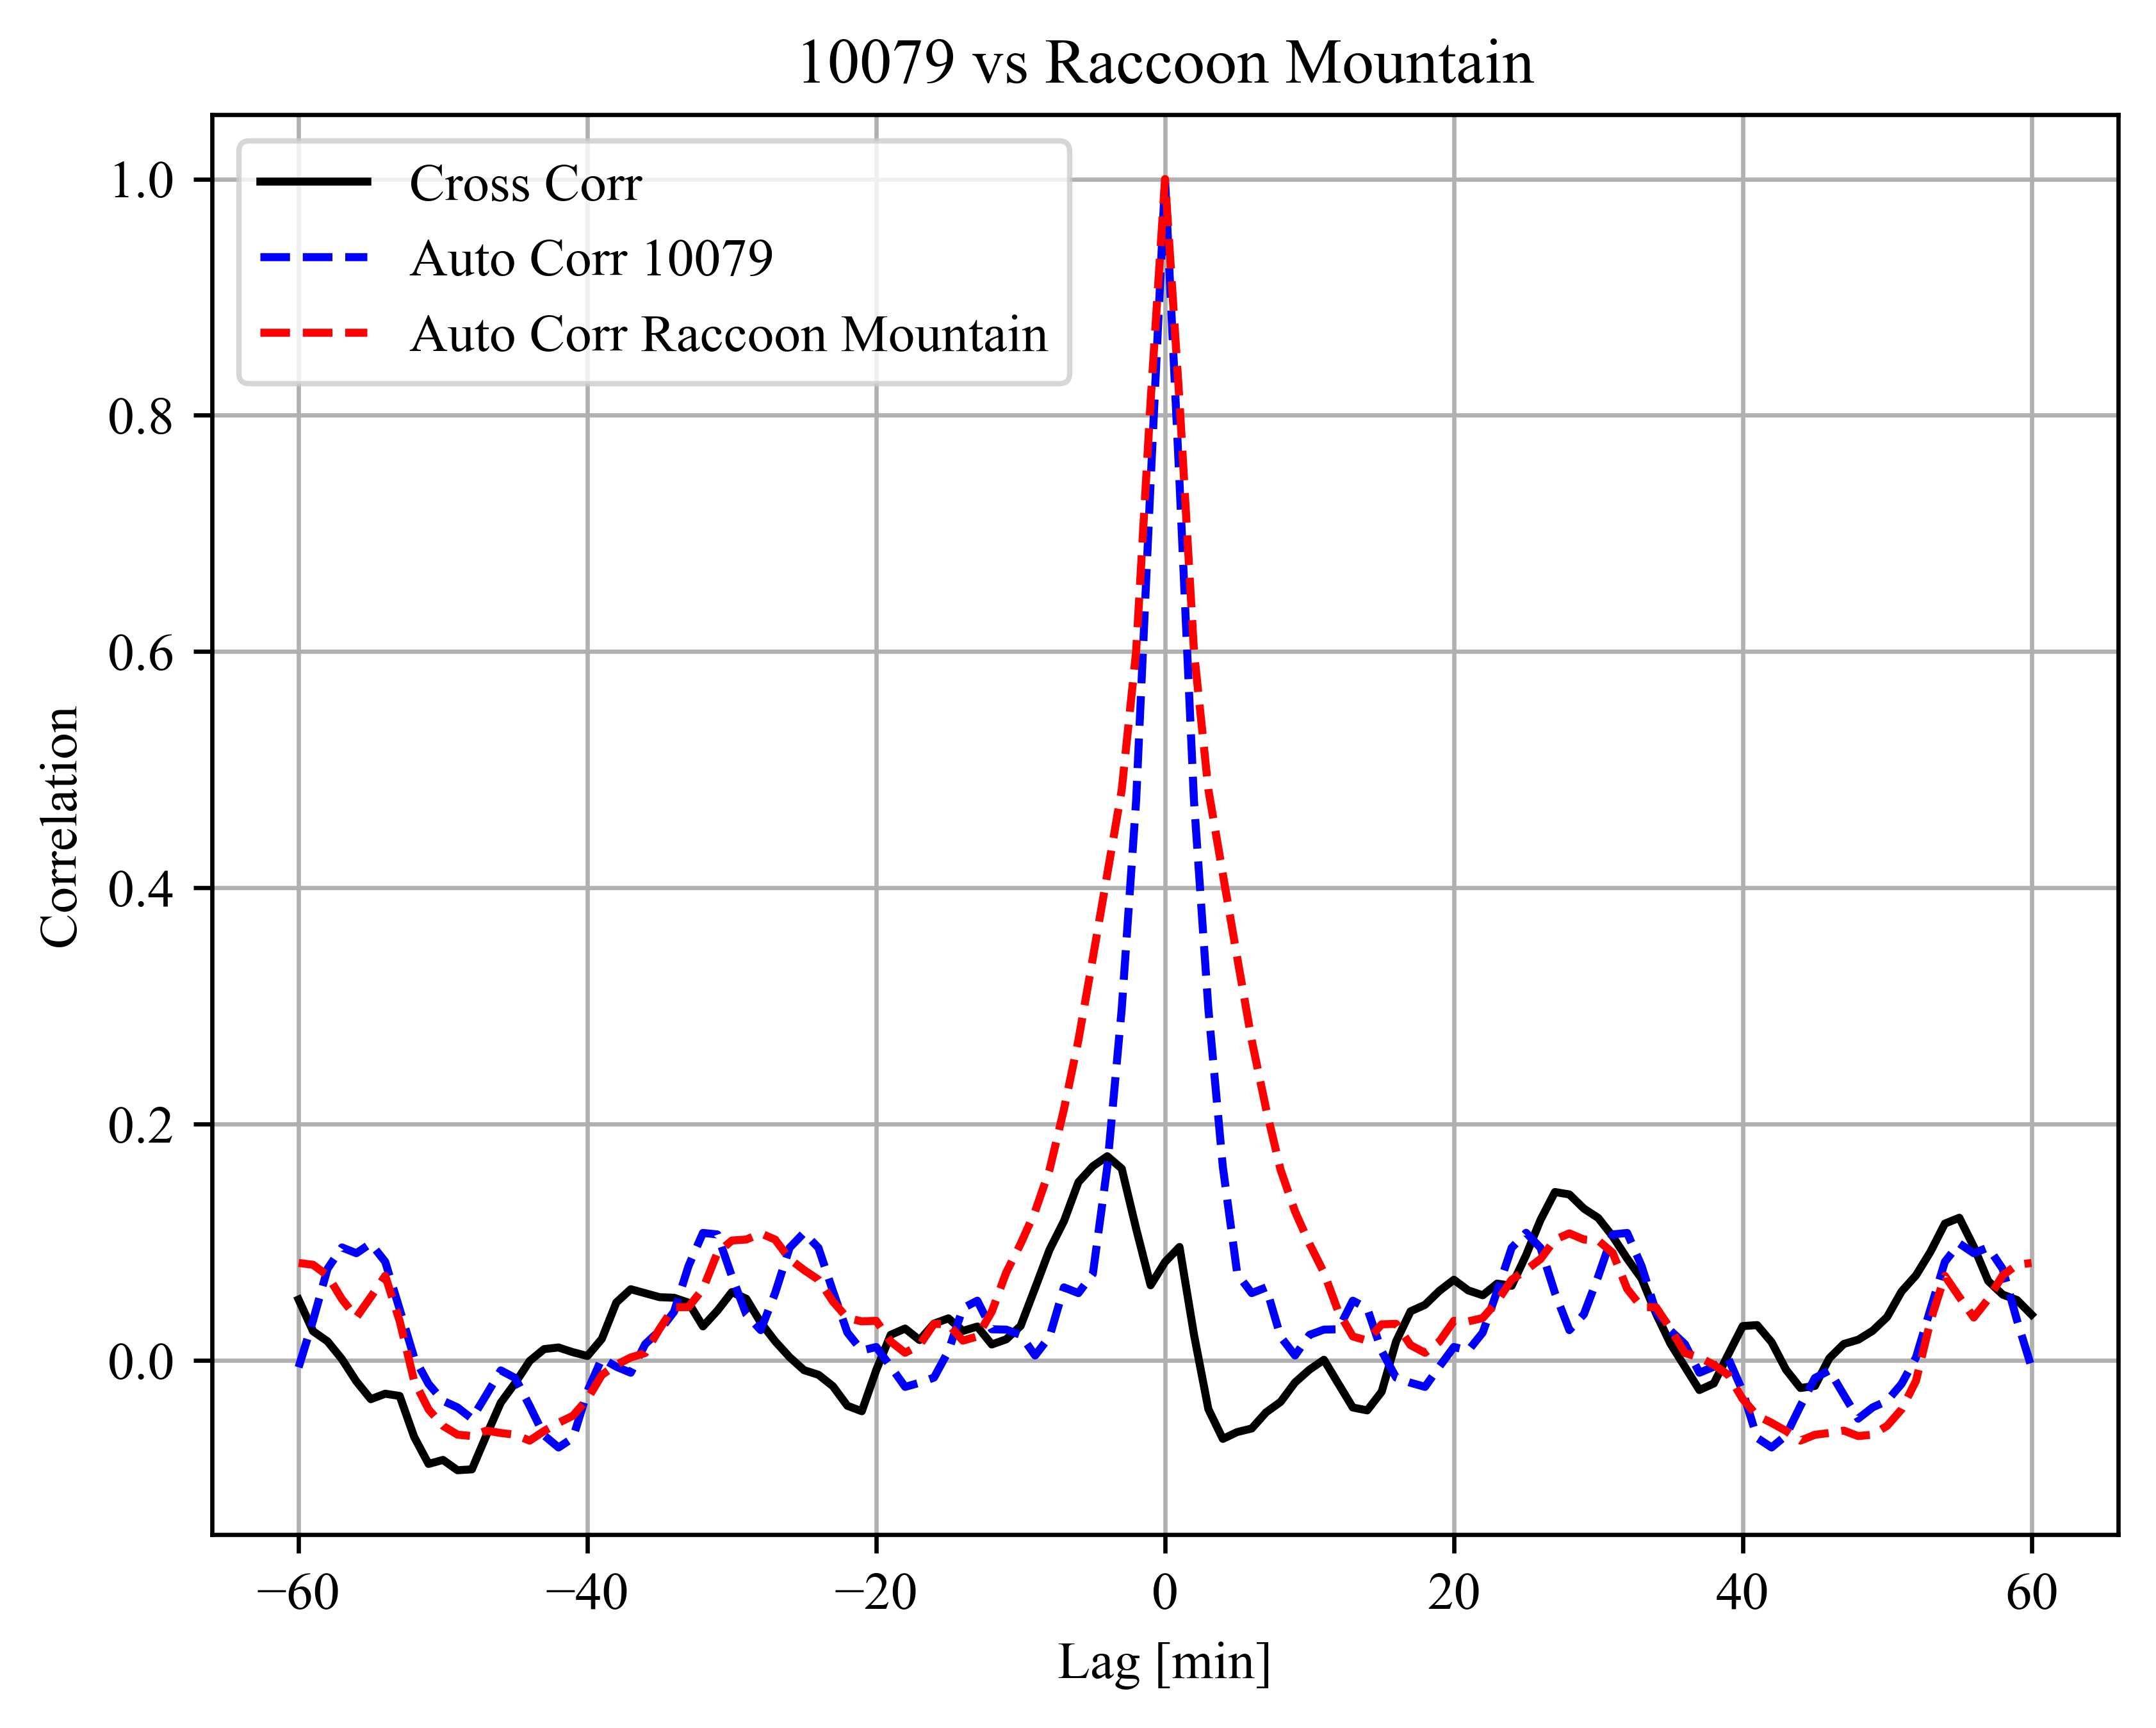 10079 vs Raccoon Mountain
Cross Corr
Auto Corr 10079
Auto Corr Raccoon Mountain
Correlation
1.0
0.8
0.6
0.4
0.2
0.0
−60 −40 −20 0 20 40 60
Lag [min]